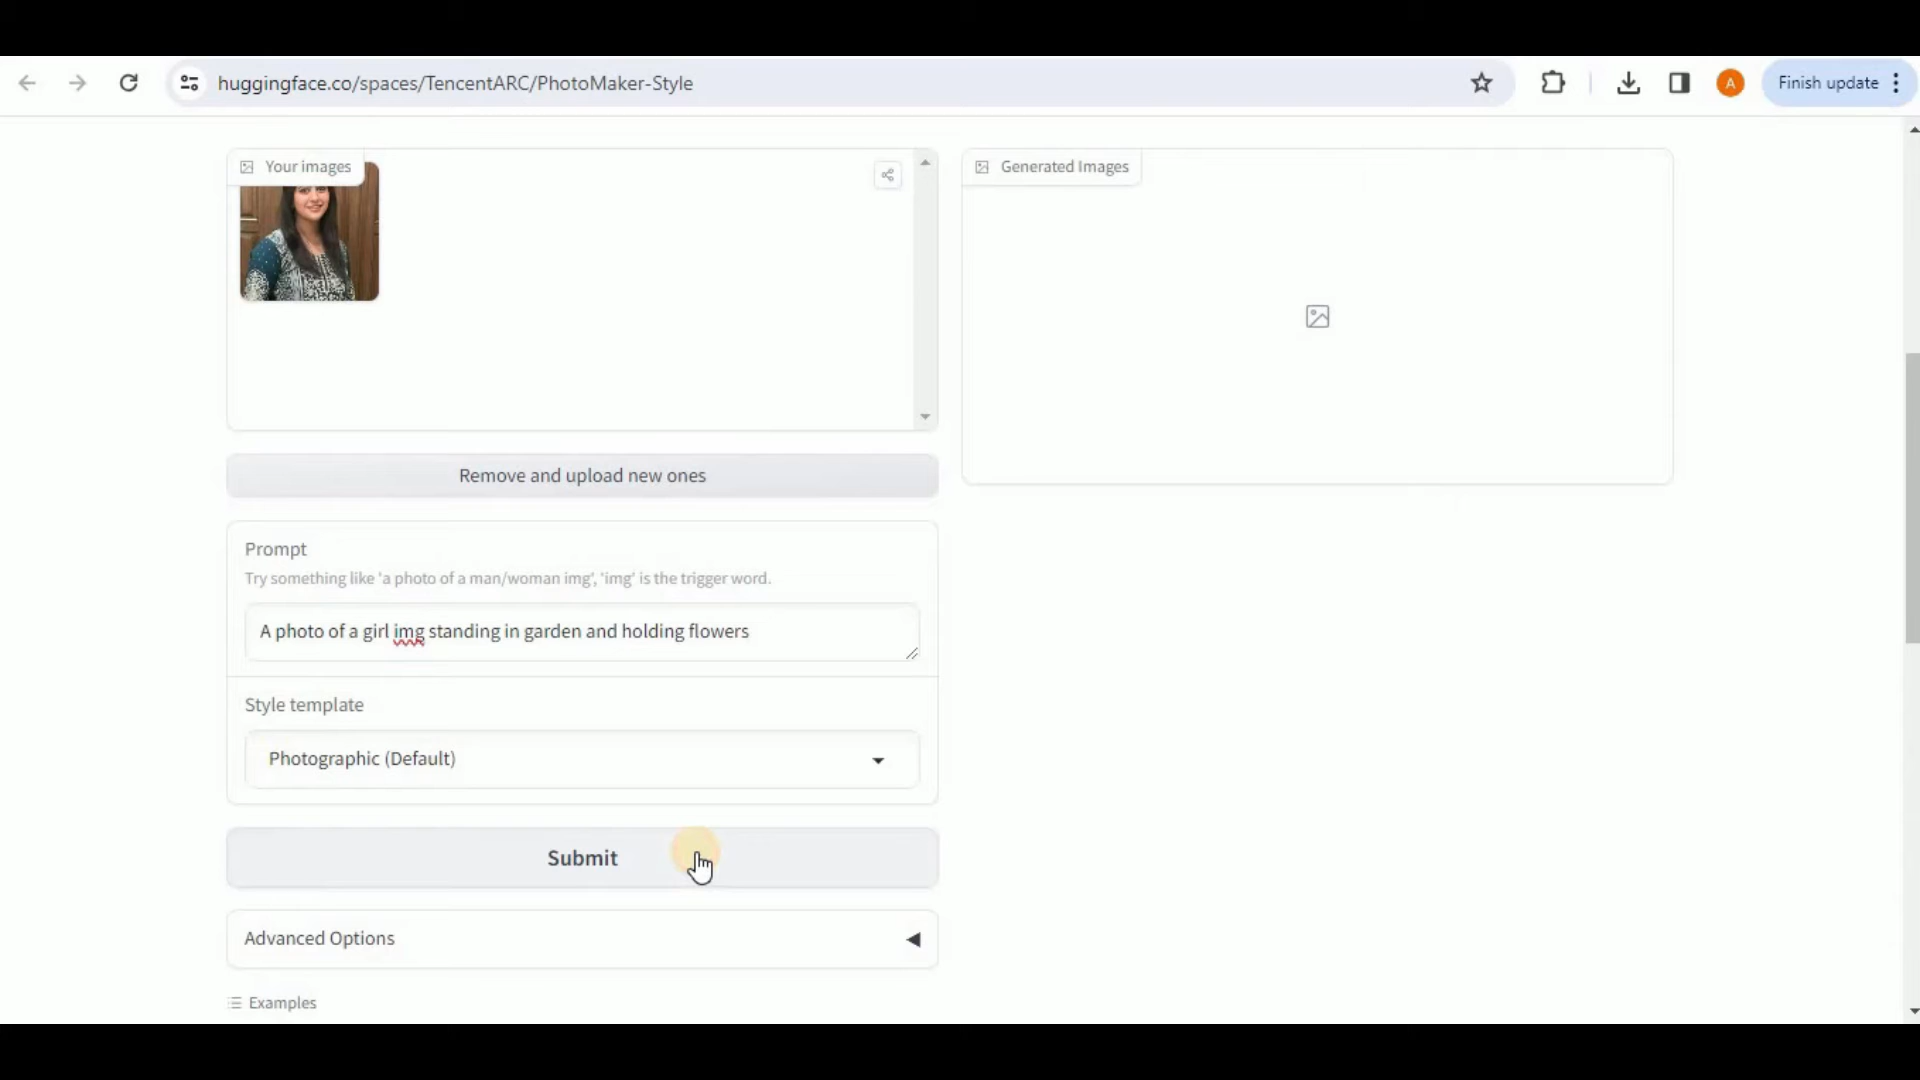 huggingface.co/spaces/TencentARC/PhotoMaker-Style
A
Finish update
Your images
Generated Images
Remove and upload new ones
Prompt
Try something like 'a photo of a man/woman img', 'img' is the trigger word.
A photo of a girl img standing in garden and holding flowers
Style template
Photographic (Default)
Submit
Advanced Options
Examples